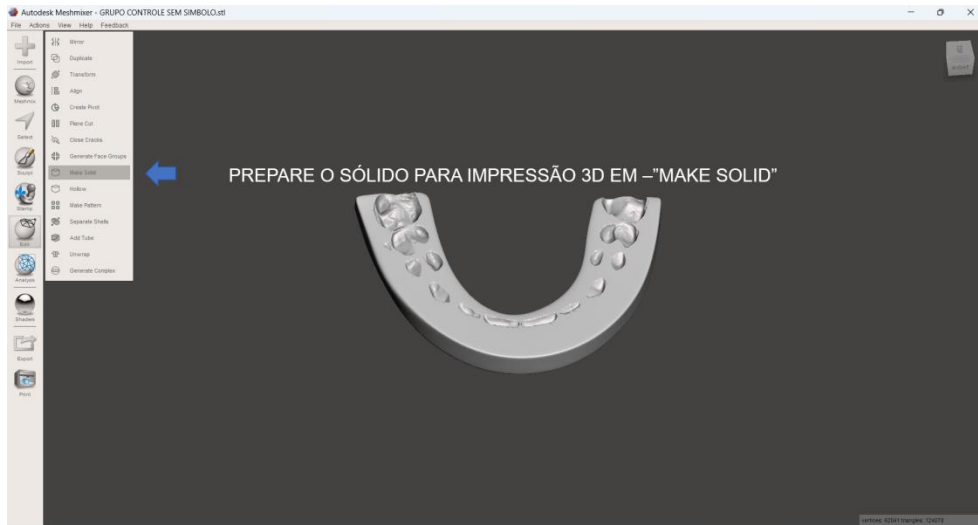 Autodesk Meshmixer - GRUPO CONTROLE SEM SIMBOLO.stl
File Actions View Help Feedback
Import
Meshmix
Select
Sculpt
Stamp
Edit
Analysis
Shaders
Export
Print
Mirror
Duplicate
Transform
Align
Create Pivot
Plane Cut
Close Cracks
Generate Face Groups
Make Solid
Hollow
Make Pattern
Separate Shells
Add Tube
Unwrap
Generate Complex
PREPARE O SÓLIDO PARA IMPRESSÃO 3D EM –"MAKE SOLID"
vertices: triangles: